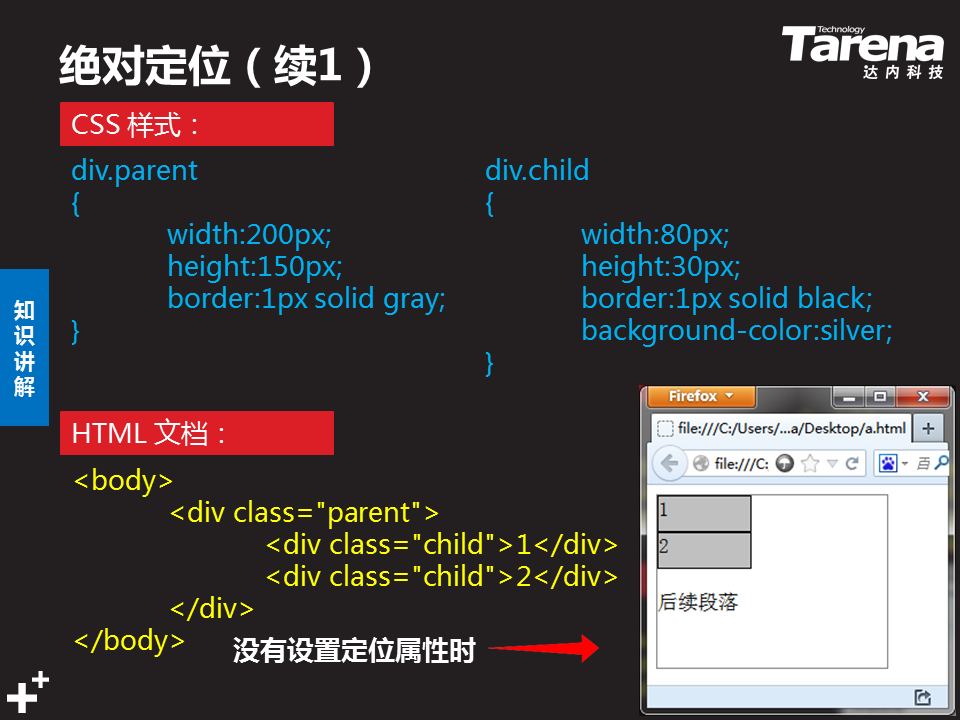 绝对定位（续1）
Technology
Tarena
达内科技
CSS 样式：
div.parent
{
width:200px;
height:150px;
border:1px solid gray;
}
div.child
{
width:80px;
height:30px;
border:1px solid black;
background-color:silver;
}
知识讲解
HTML 文档：
<body>
<div class="parent">
<div class="child">1</div>
<div class="child">2</div>
</div>
</body>
没有设置定位属性时
Firefox
file:///C:/Users/...a/Desktop/a.html
file:///C:
百
1
2
后续段落